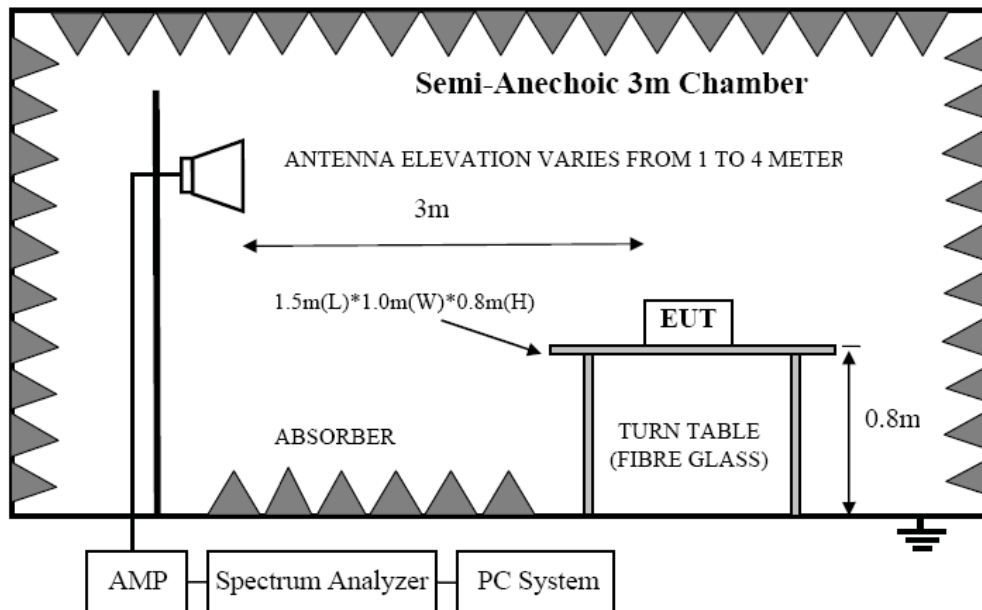 Semi-Anechoic 3m Chamber
ANTENNA ELEVATION VARIES FROM 1 TO 4 METER
3m
1.5m(L)*1.0m(W)*0.8m(H)
EUT
0.8m
ABSORBER
TURN TABLE
(FIBRE GLASS)
AMP
Spectrum Analyzer
PC System